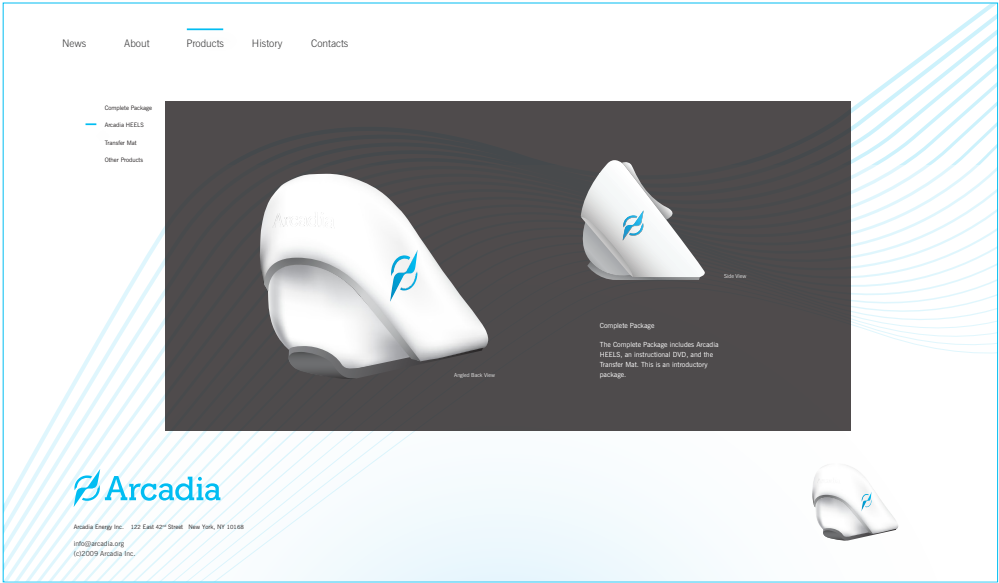 News About Products History Contacts
Complete Package
Arcadia HEELS
Transfer Mat
Other Products
Arcadia
Side View
Angled Back View
Complete Package
The Complete Package includes Arcadia
HEELS, an instructional DVD, and the
Transfer Mat. This is an introductory
package.
Arcadia
Arcadia Energy Inc. 122 East 42nd Street New York, NY 10168
info@arcadia.org
(c)2009 Arcadia Inc.